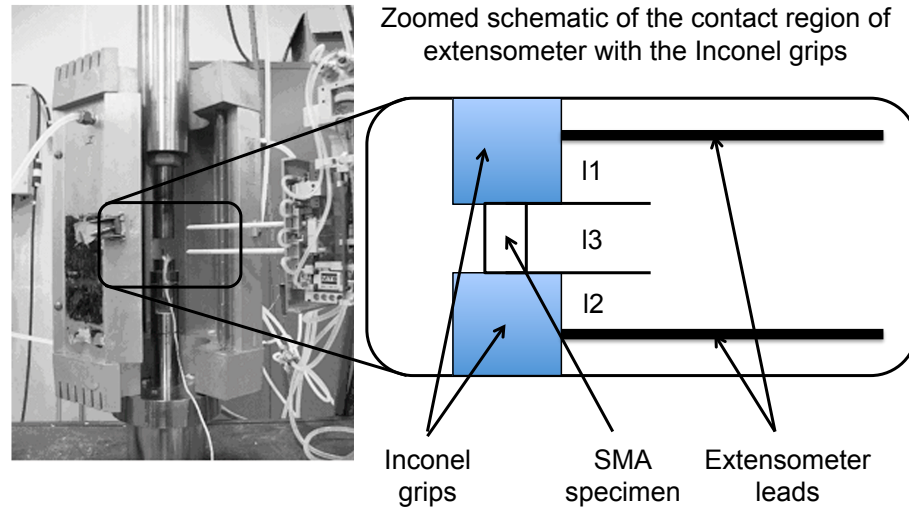 Zoomed schematic of the contact region of
extensometer with the Inconel grips
l1
l3
l2
Inconel
grips
SMA
specimen
Extensometer
leads